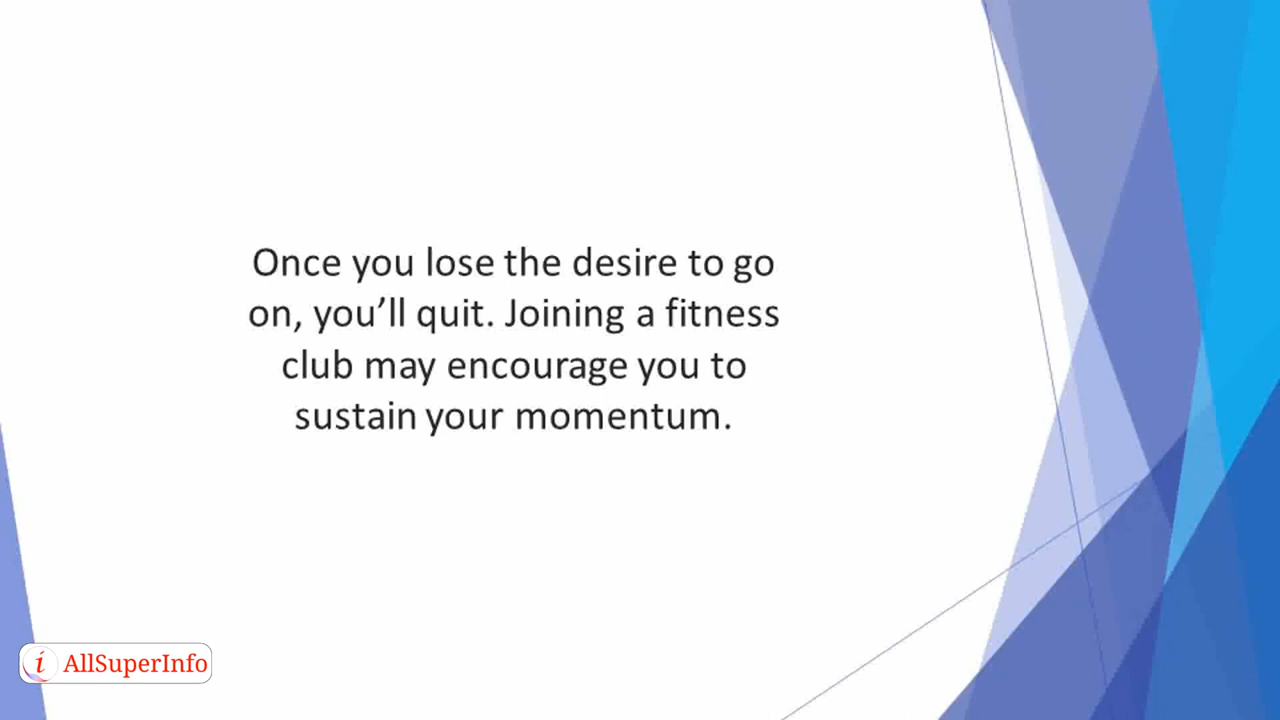 Once you lose the desire to go
on, you’ll quit. Joining a fitness
club may encourage you to
sustain your momentum.
i AllSuperInfo